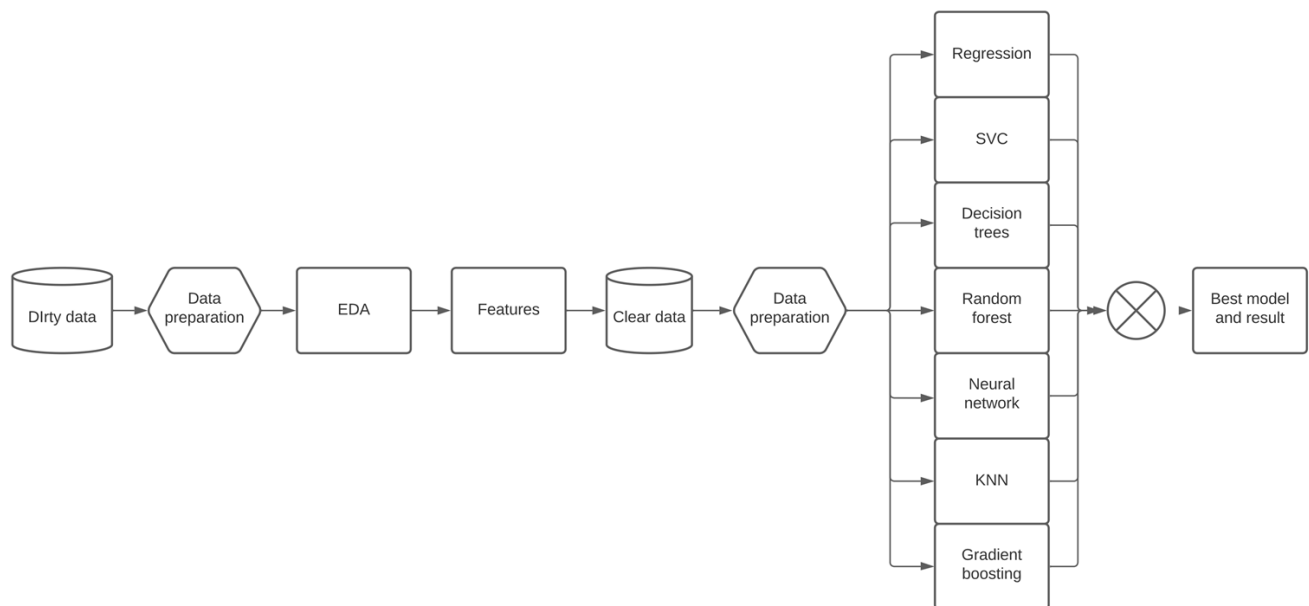 DIrty data
Data
preparation
EDA
Features
Clear data
Data
preparation
Regression
SVC
Decision
trees
Random
forest
Neural
network
KNN
Gradient
boosting
Best model
and result